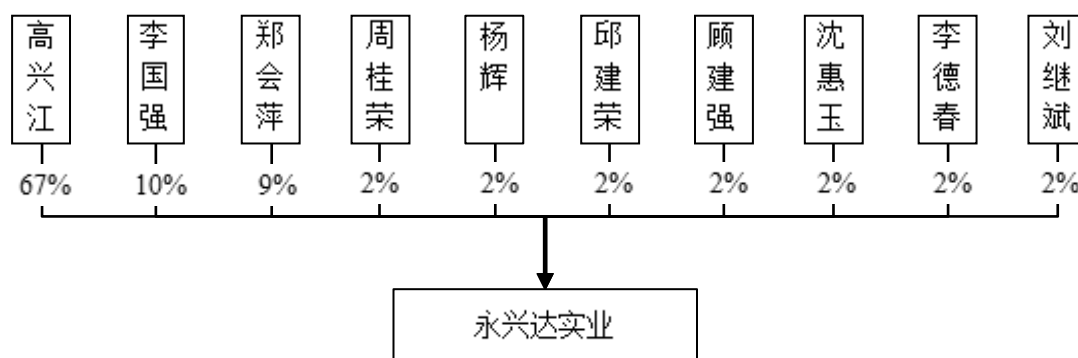 高兴江
李国强
郑会萍
周桂荣
杨辉
邱建荣
顾建强
沈惠玉
李德春
刘继斌
67% 10% 9% 2% 2% 2% 2% 2% 2% 2%
永兴达实业